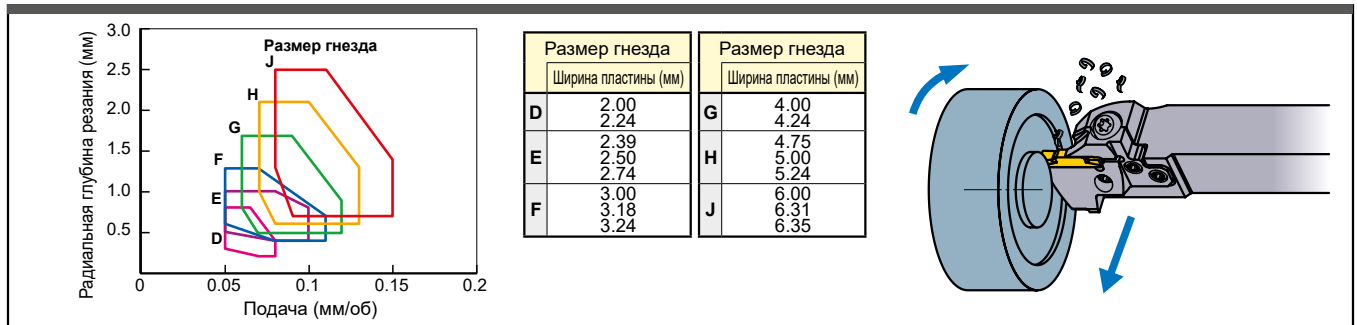 Радиальная глубина резания (мм)
3.0
2.5
2.0
1.5
1.0
0.5
Размер гнезда
J
H
G
F
E
D
0
0.05
0.1
0.15
0.2
Подача (мм/об)
Размер гнезда
Ширина пластины (мм)
D
2.00
2.24
E
2.39
2.50
2.74
F
3.00
3.18
3.24
Размер гнезда
Ширина пластины (мм)
G
4.00
4.24
H
4.75
5.00
5.24
J
6.00
6.31
6.35